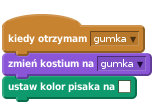 kiedy otrzymam gumka
zmień kostium na gumka
ustaw kolor pisaka na